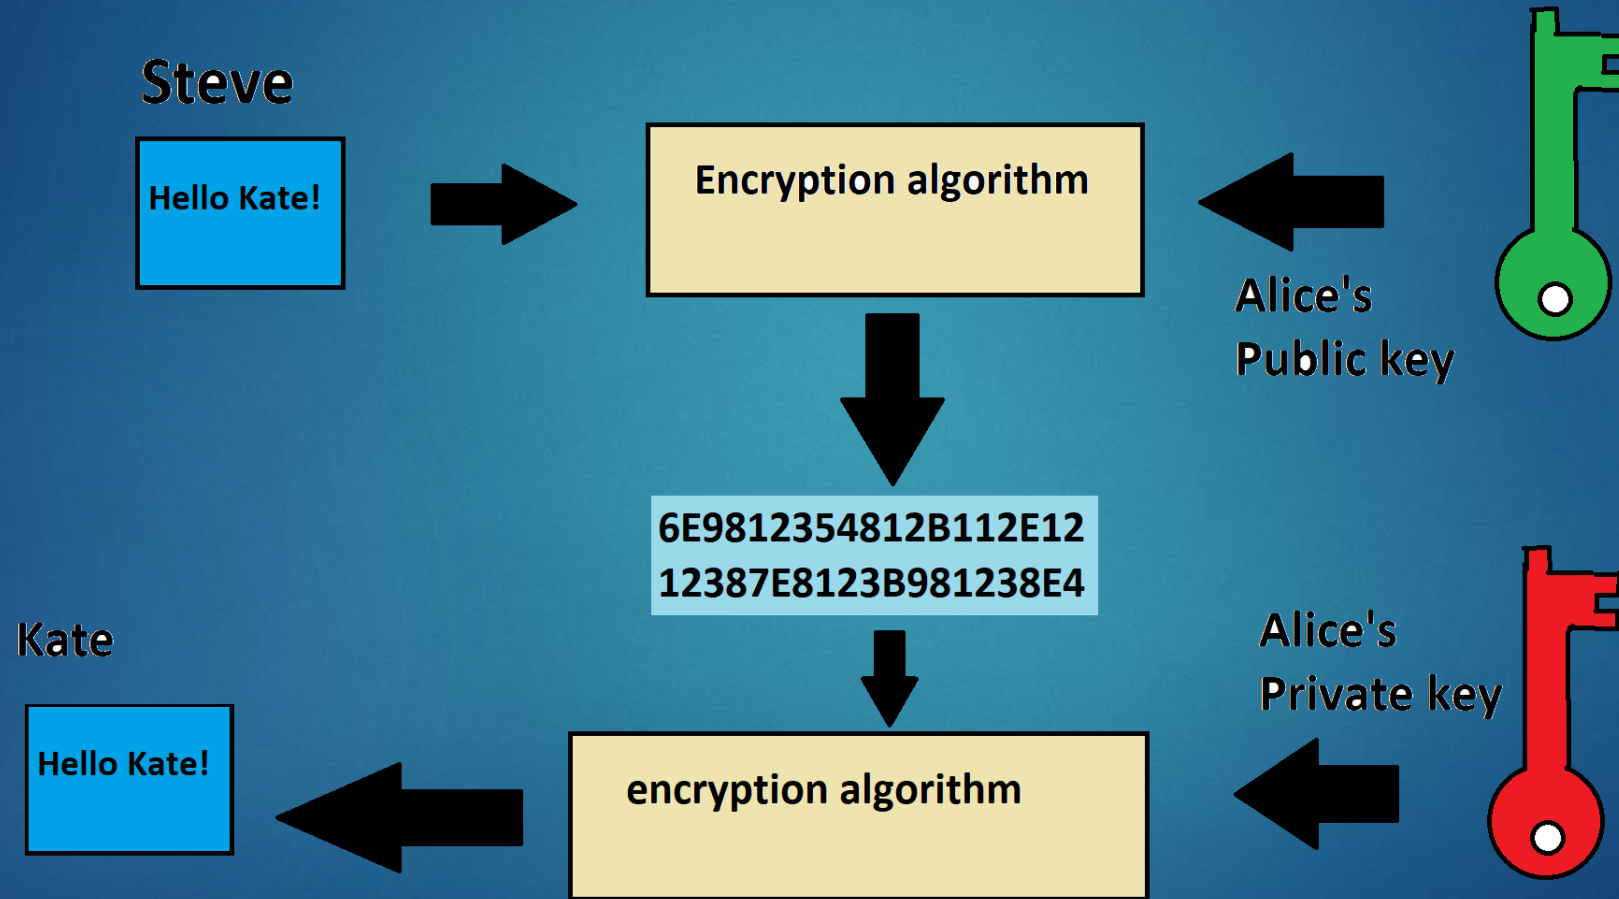 Steve
Hello Kate!
Encryption algorithm
Alice's
Public key
6E9812354812B112E12
12387E8123B981238E4
Kate
Hello Kate!
encryption algorithm
Alice's
Private key